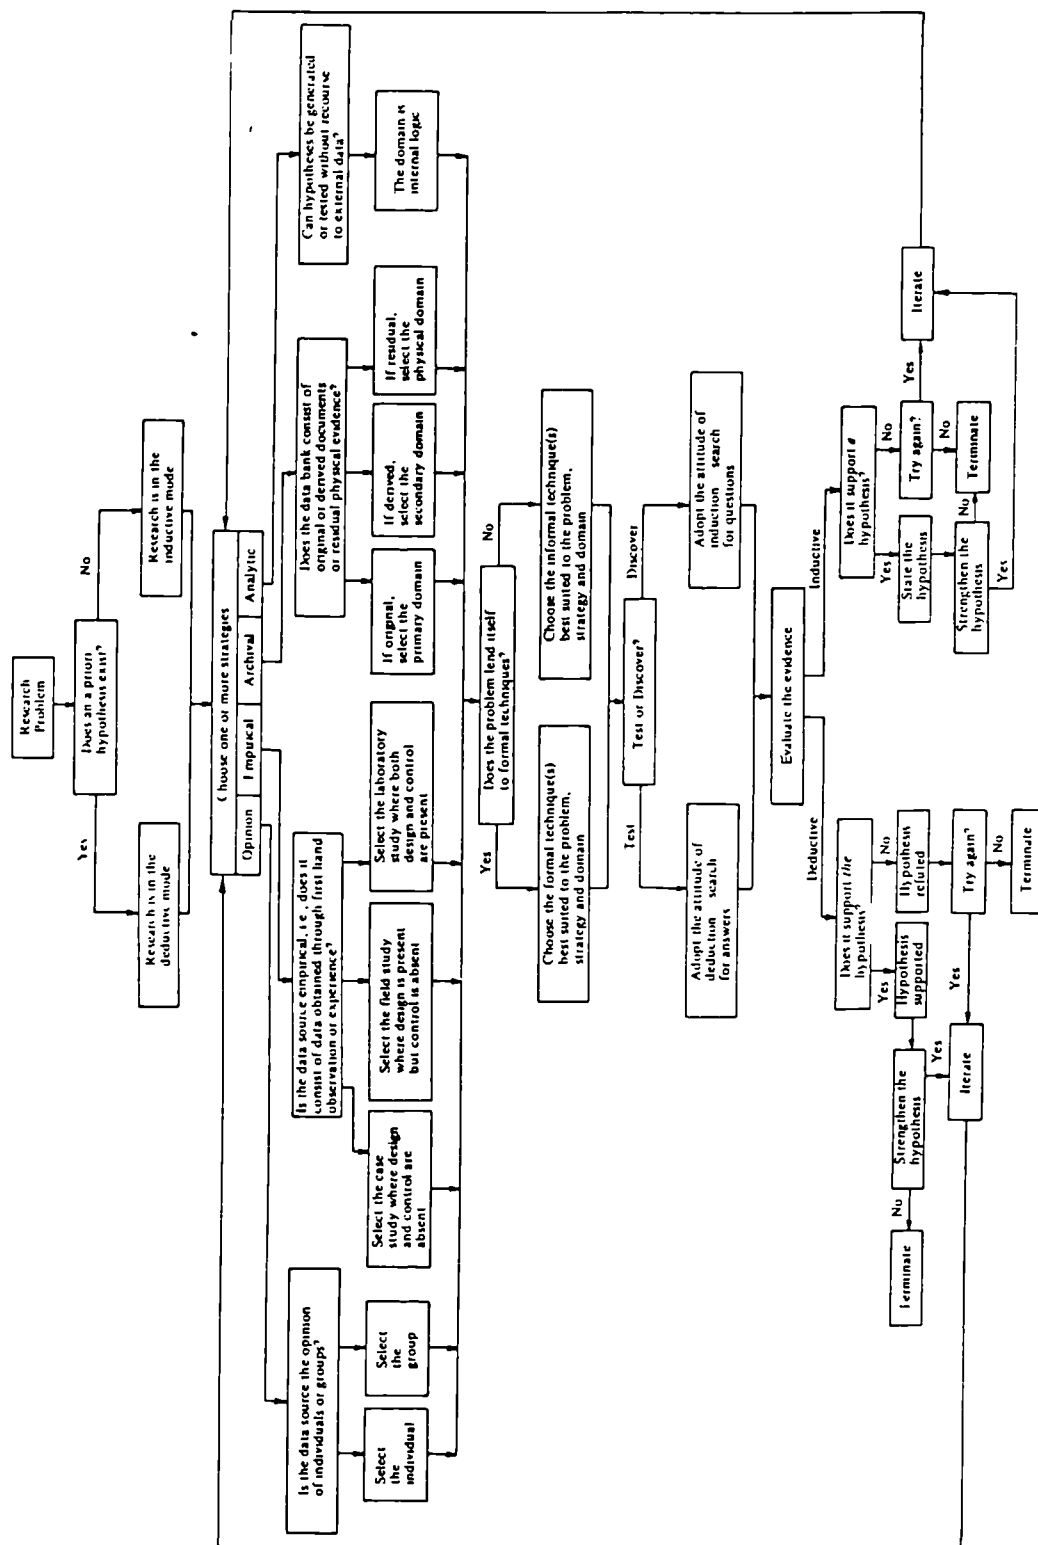 Research
Problem
Does an a priori
hypothesis exist?
Yes
No
Research is in the
deductive mode
Research is in the
inductive mode
Choose one or more strategies
Opinion
Empirical
Archival
Analytic
Is the data source the opinion
of individuals or groups?
Is the data source empirical, i.e., does it
consist of data obtained through first hand
observation or experience?
Does the data bank consist of
original or derived documents
or residual physical evidence?
Can hypotheses be generated
or tested without recourse
to external data?
Select
the
individual
Select
the
group
Select the case
study where design
and control are
absent
Select the field study
where design is present
but control is absent
Select the laboratory
study where both
design and control
are present
If original,
select the
primary domain
If derived,
select the
secondary domain
If residual,
select the
physical domain
The domain is
internal logic
Does the problem lend itself
to formal techniques?
Yes
No
Choose the formal technique(s)
best suited to the problem,
strategy and domain
Choose the informal technique(s)
best suited to the problem,
strategy and domain
Test or Discover?
Test
Discover
Adopt the attitude of
deduction search
for answers
Adopt the attitude of
induction search
for questions
Evaluate the evidence
Deductive
Inductive
Does it support the
hypothesis?
Yes
No
Hypothesis
supported
Hypothesis
refuted
Strengthen the
hypothesis
No
Yes
Terminate
No
Try again?
Yes
No
Iterate
Terminate
Does it support a
hypothesis?
Yes
No
State the
hypothesis
Try again?
Yes
No
Iterate
Strengthen the
hypothesis
No
Yes
Terminate